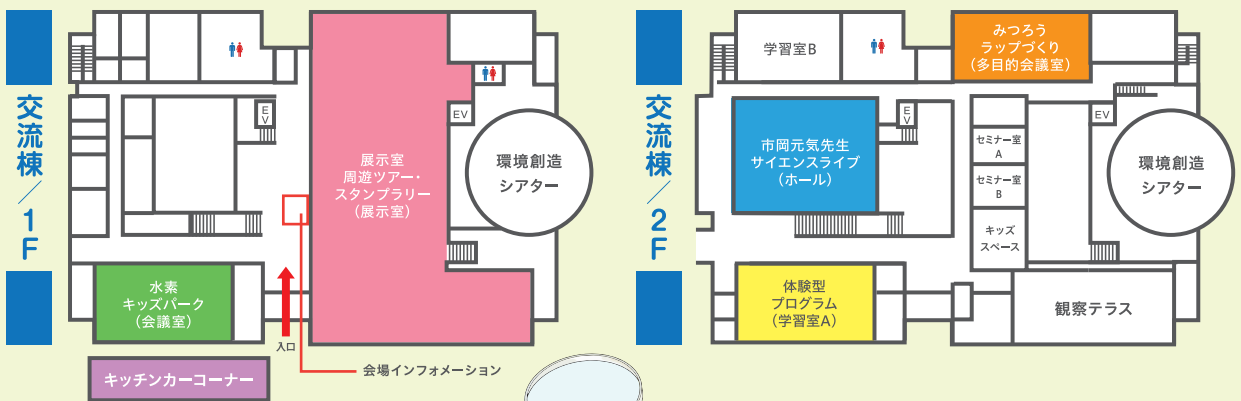 交流棟／1F
EV
EV
環境創造
シアター
展示室
周遊ツアー・
スタンプラリー
（展示室）
水素
キッズパーク
（会議室）
入口
会場インフォメーション
キッチンカーコーナー
交流棟／2F
学習室B
みつろう
ラップづくり
（多目的会議室）
EV
EV
市岡元気先生
サイエンスライブ
（ホール）
セミナー室
A
セミナー室
B
キッズ
スペース
環境創造
シアター
体験型
プログラム
（学習室A）
観察テラス